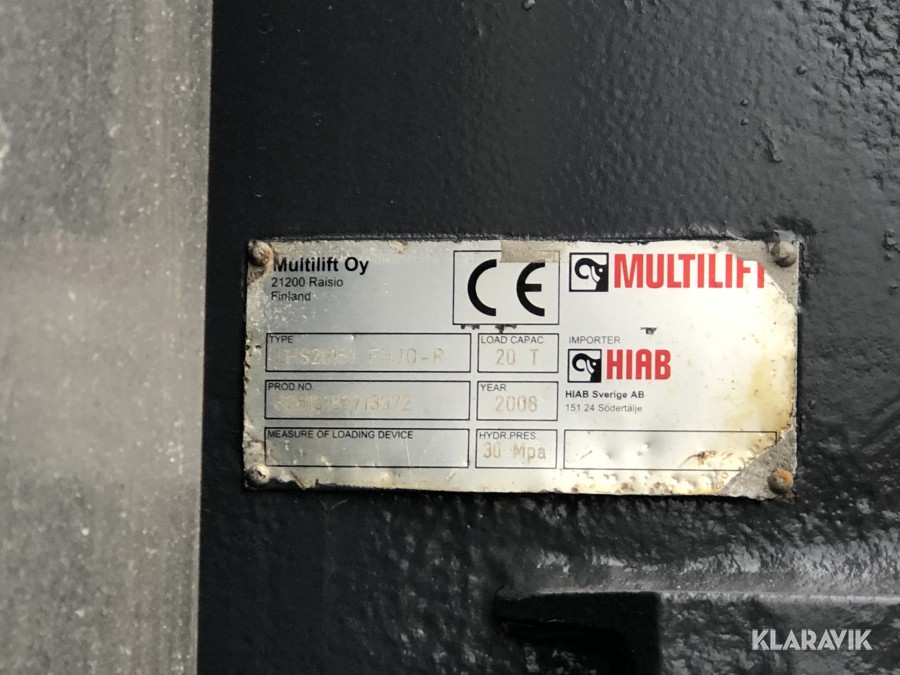 Multilift Oy
21200 Raisio
Finland
CE
MULTILIFT
TYPE
LOAD CAPAC
20 T
IMPORTER
HIAB
PROD.NO.
YEAR
2008
HIAB Sverige AB
151 24 Södertälje
MEASURE OF LOADING DEVICE
HYDR.PRES.
30 Mpa
KLARAVIK